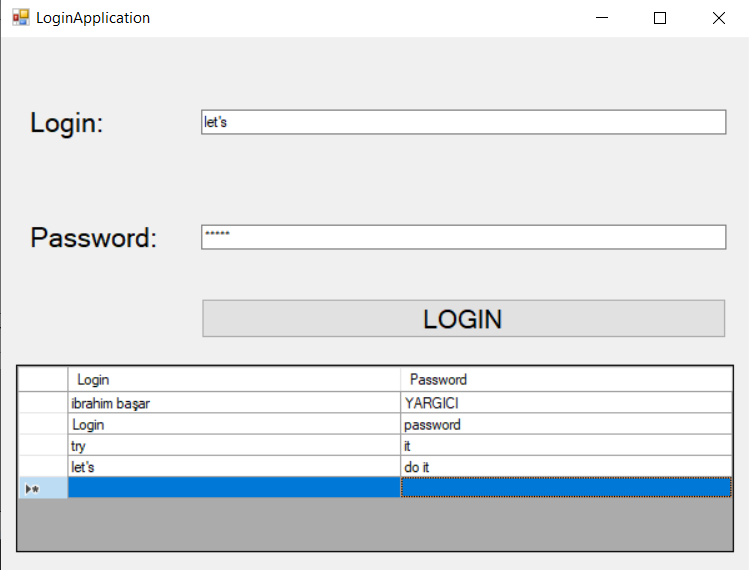 LoginApplication
Login:
let's
Password:
*****
LOGIN
Login Password
ibrahim başar YARGICI
Login password
try it
let's do it